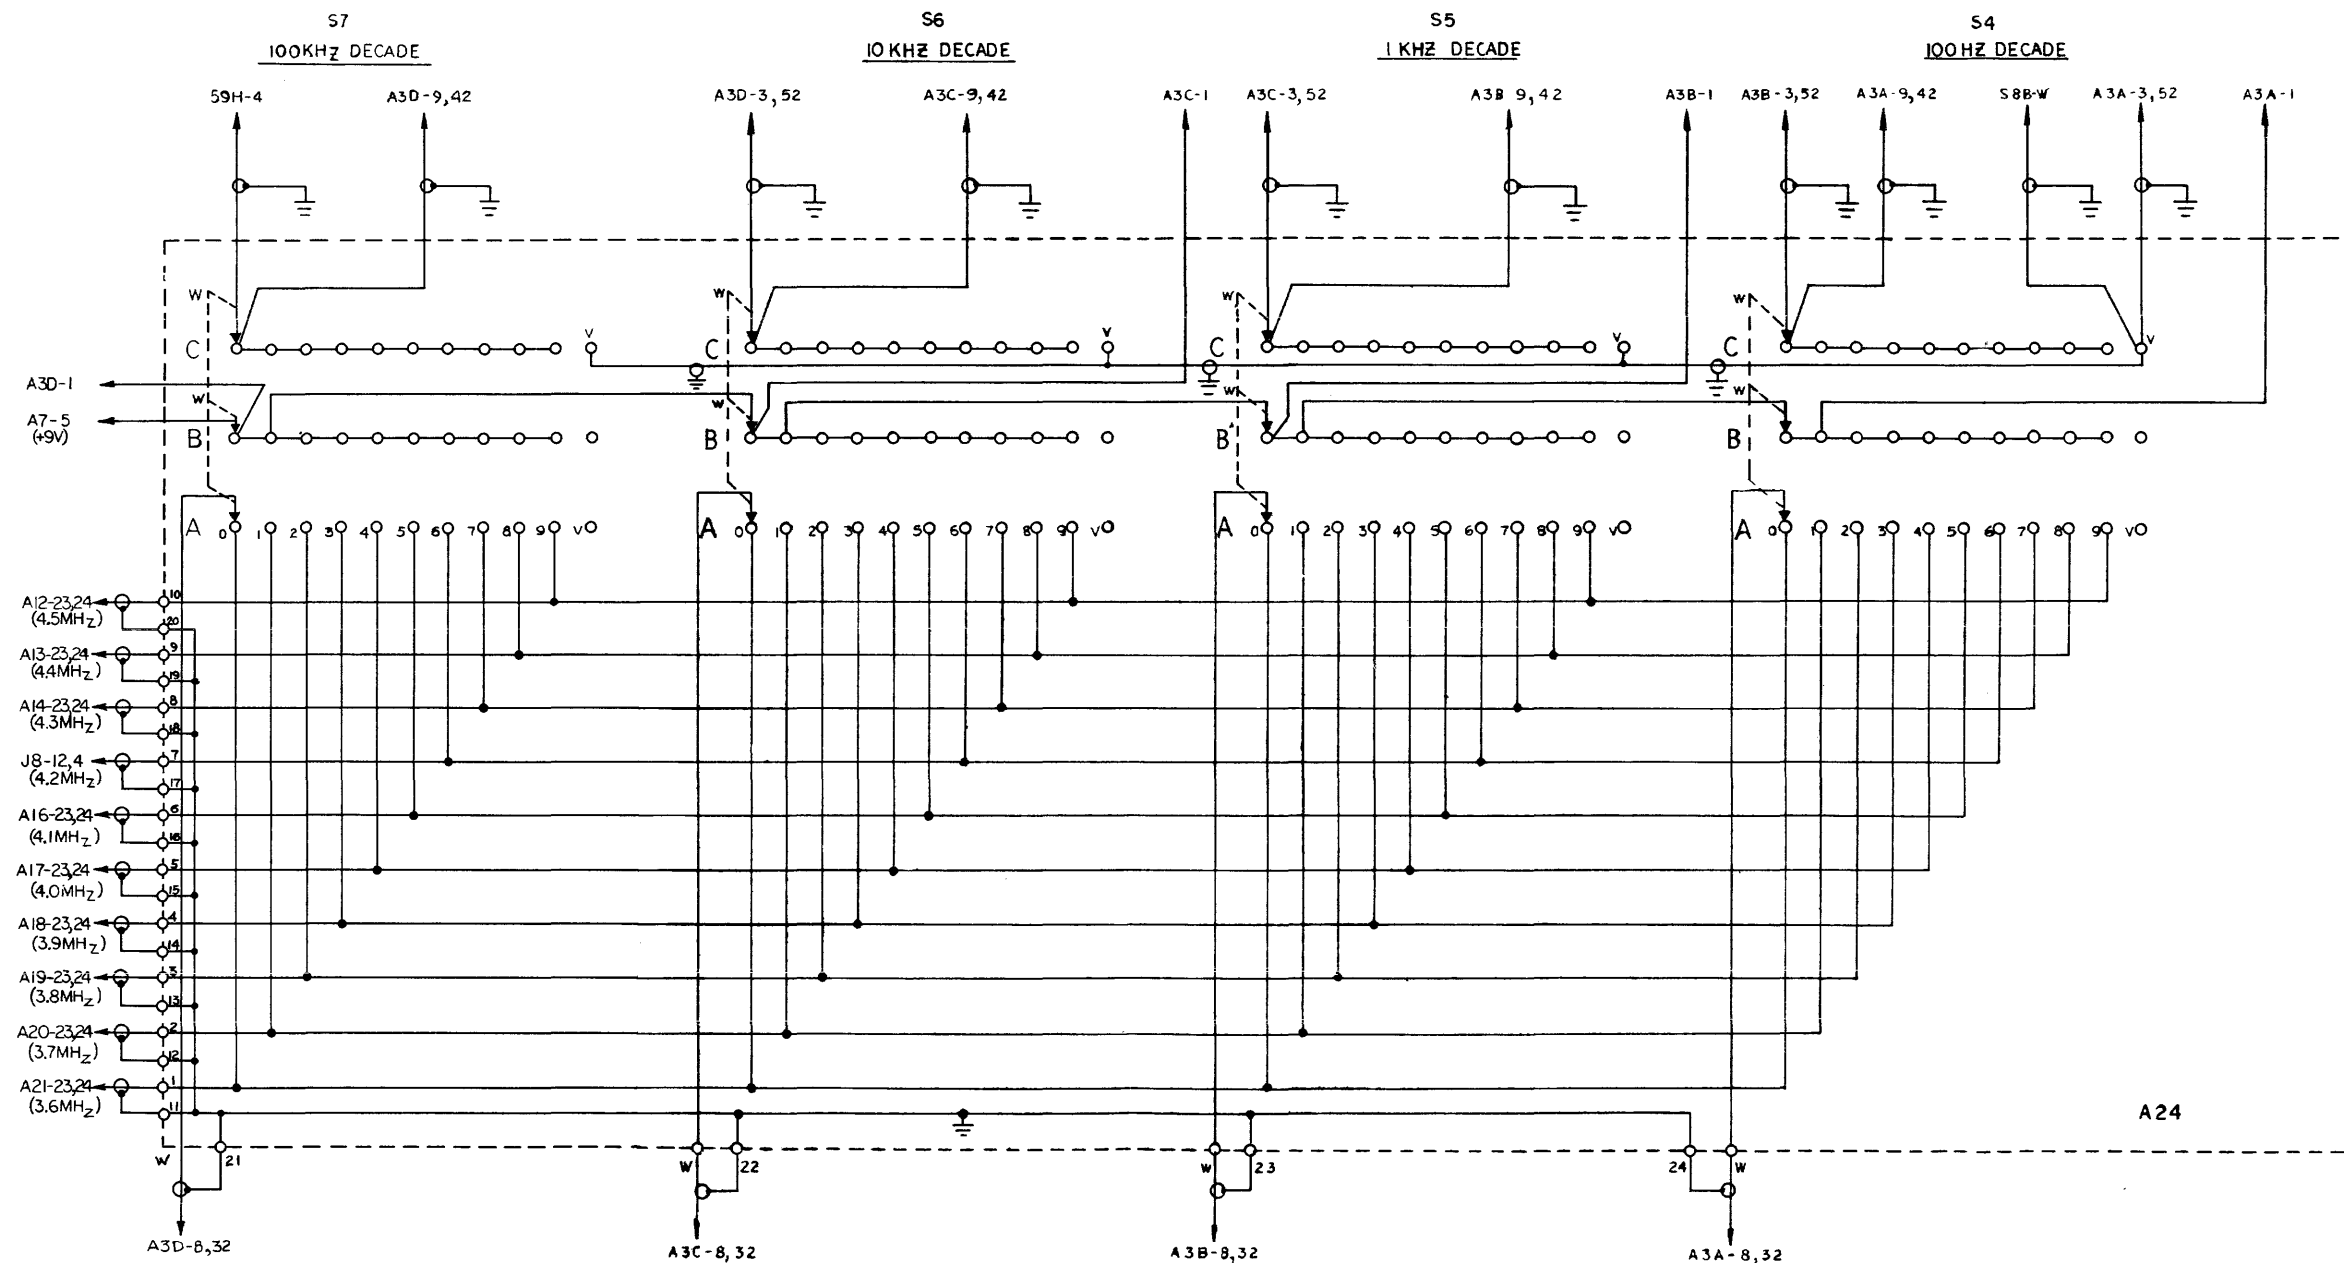 S7 S6 S5 S4
100KHZ DECADE 10KHZ DECADE 1KHZ DECADE 100HZ DECADE
S9H-4 A3D-9,42 A3D-3,52 A3C-9,42 A3C-1 A3C-3,52 A3B 9,42 A3B-1 A3B-3,52 A3A-9,42 S8B-W A3A-3,52 A3A-1
W W W W
C V C V C V C V
A3D-1
W W W W
A7-5
(+9V)
B B B B
A 0 1 2 3 4 5 6 7 8 9 V A 0 1 2 3 4 5 6 7 8 9 V A 0 1 2 3 4 5 6 7 8 9 V A 0 1 2 3 4 5 6 7 8 9 V
A12-23,24 10
(4.5MHz) 20
A13-23,24 9
(4.4MHz) 19
A14-23,24 8
(4.3MHz) 18
J8-12,4 7
(4.2MHz) 17
A16-23,24 6
(4.1MHz) 16
A17-23,24 5
(4.0MHz) 15
A18-23,24 4
(3.9MHz) 14
A19-23,24 3
(3.8MHz) 13
A20-23,24 2
(3.7MHz) 12
A21-23,24 1
(3.6MHz) 11
A24
W 21 W 22 W 23 24 W
A3D-8,32 A3C-8,32 A3B-8,32 A3A-8,32